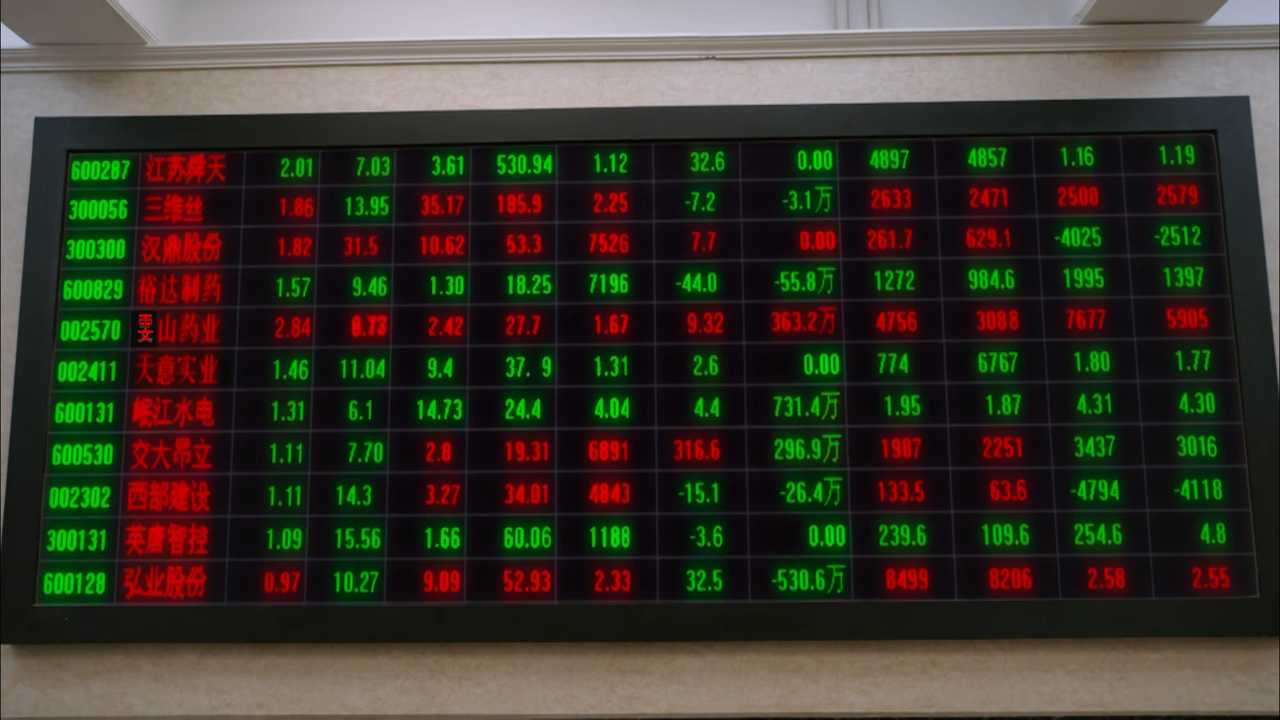 600287 江苏舜天 2.01 7.03 3.61 530.94 1.12 32.6 0.00 4897 4857 1.16 1.19
300056 三维丝 1.86 13.95 35.17 185.9 2.25 -7.2 -3.1万 2633 2471 2500 2579
300300 汉鼎股份 1.82 31.5 10.62 53.3 7526 7.7 0.00 261.7 629.1 -4025 -2512
600829 裕达制药 1.57 9.46 1.30 18.25 7196 -44.0 -55.8万 1272 984.6 1995 1397
002570 山药业 2.84 0.73 2.42 27.7 1.67 9.32 363.2万 4756 3088 7677 5905
002411 天意实业 1.46 11.04 9.4 37. 9 1.31 2.6 0.00 774 6767 1.80 1.77
600131 岷江水电 1.31 6.1 14.73 24.4 4.04 4.4 731.4万 1.95 1.87 4.31 4.30
600530 交大昂立 1.11 7.70 2.8 19.31 6891 316.6 296.9万 1987 2251 3437 3016
002302 西部建设 1.11 14.3 3.27 34.01 4843 -15.1 -26.4万 133.5 63.6 -4794 -4118
300131 英唐智控 1.09 15.56 1.66 60.06 1188 -3.6 0.00 239.6 109.6 254.6 4.8
600128 弘业股份 0.97 10.27 9.09 52.93 2.33 32.5 -530.6万 8499 8206 2.58 2.55